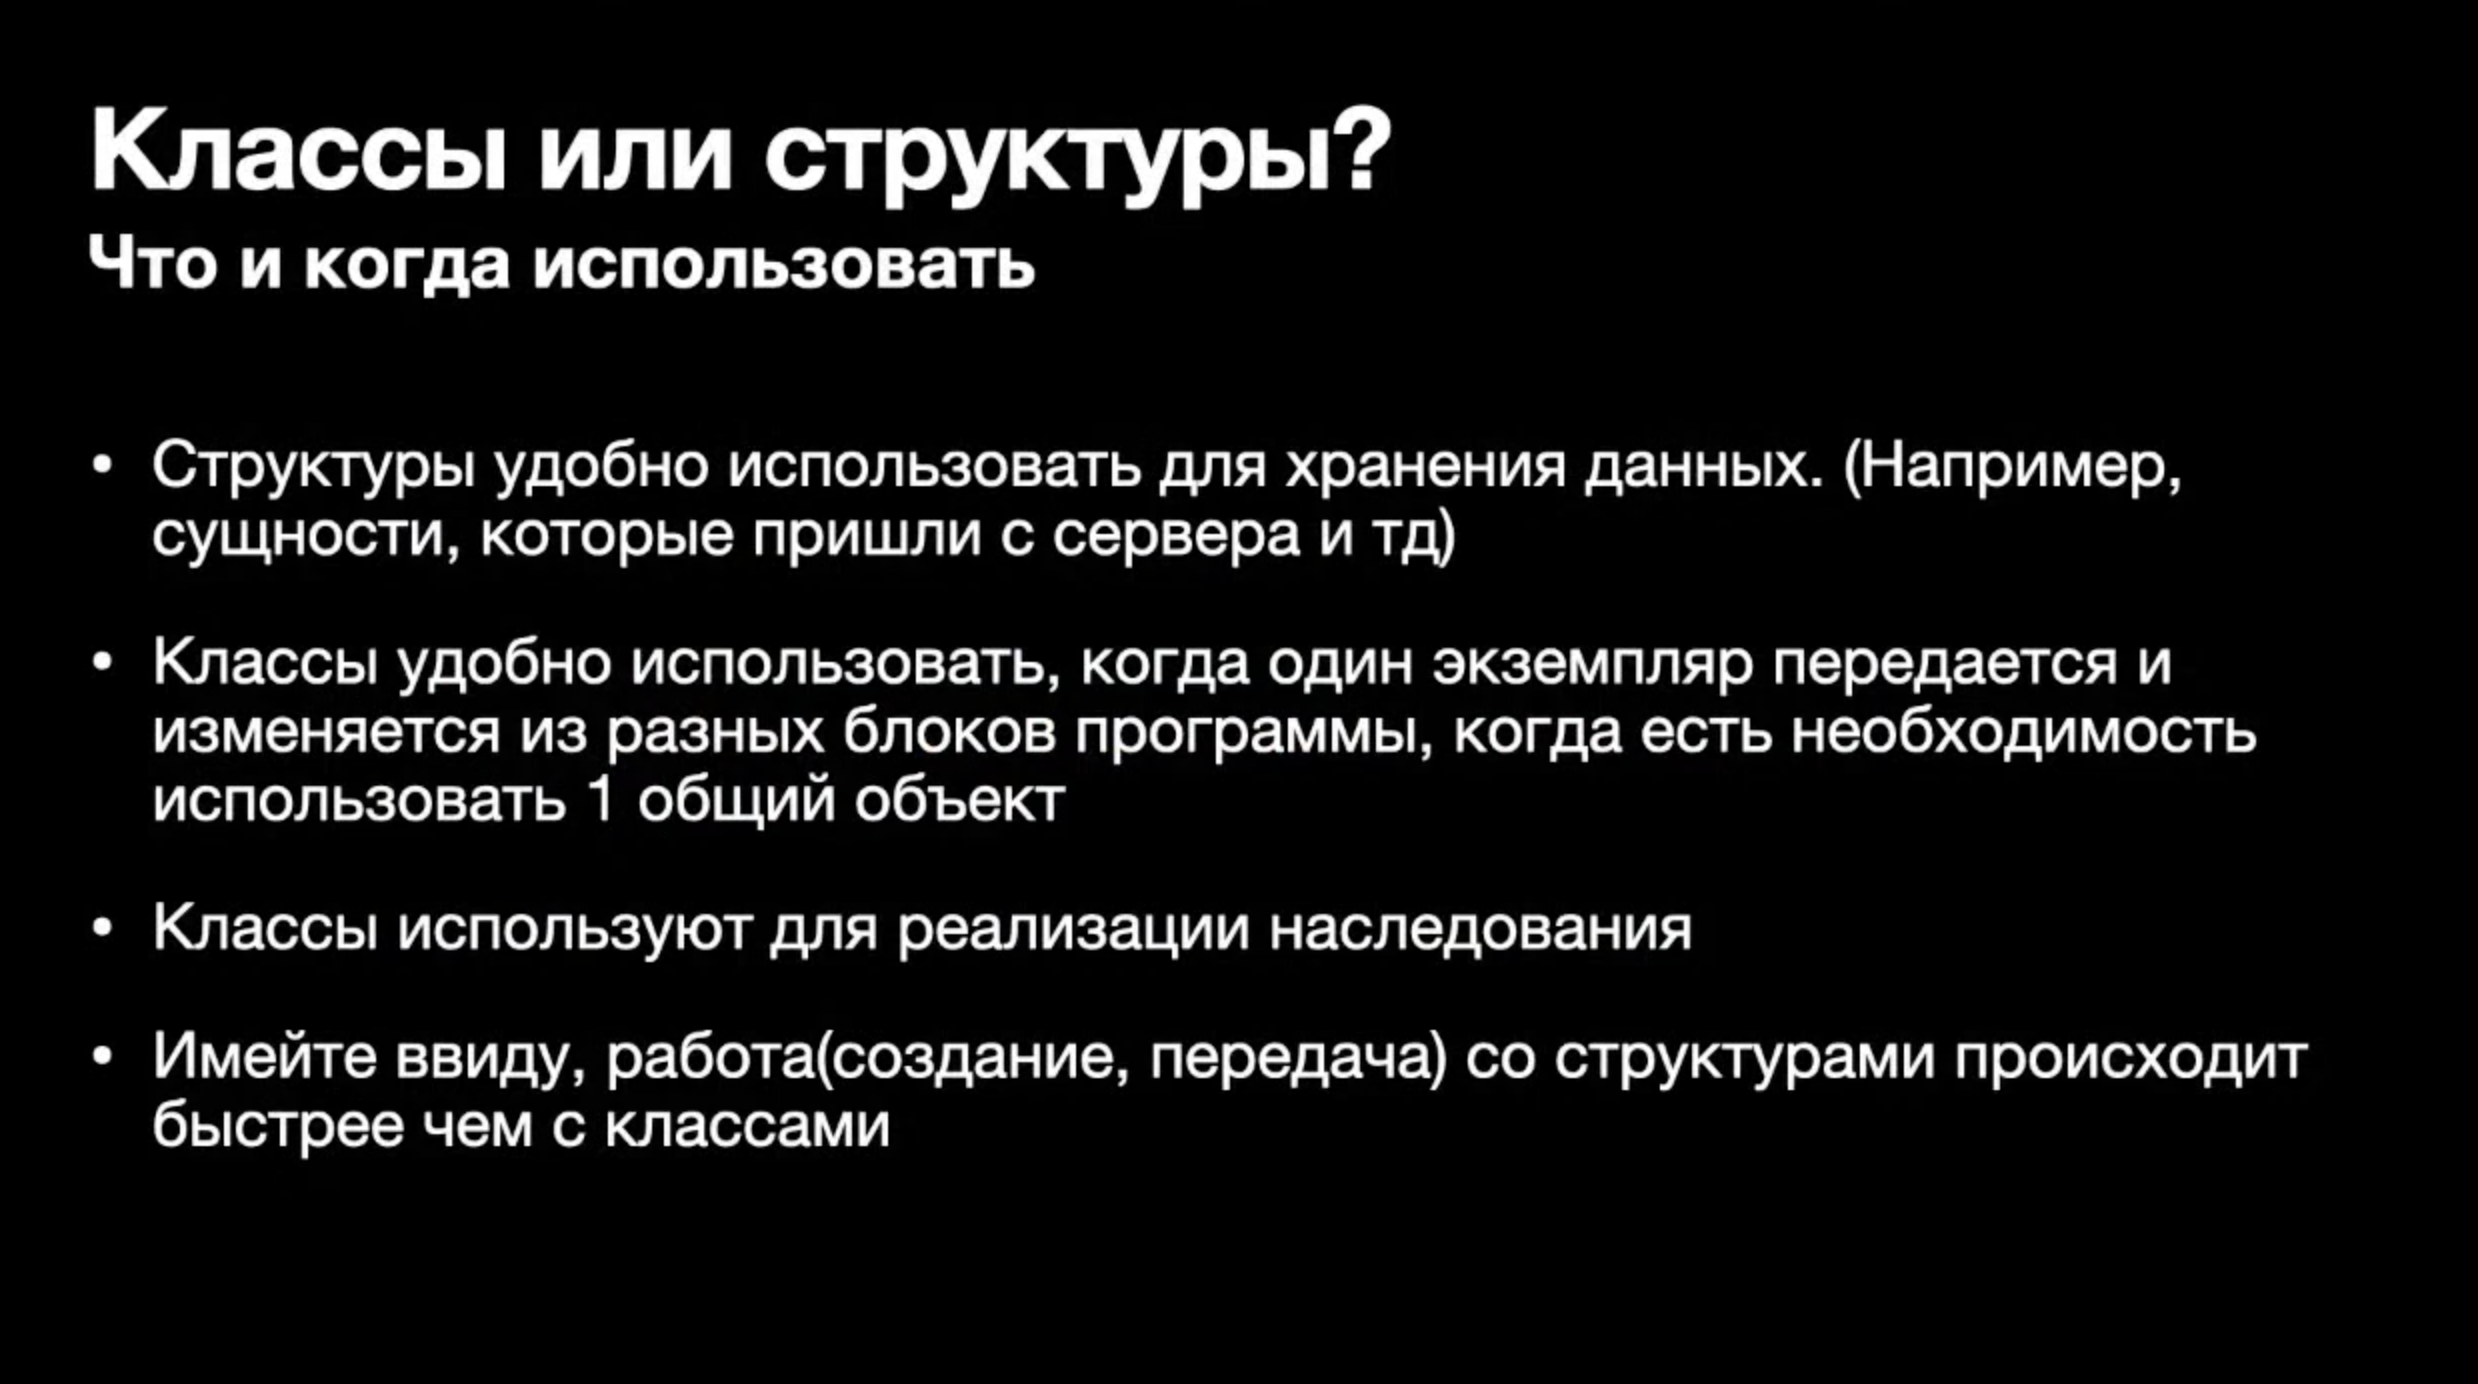 Классы или структуры?
Что и когда использовать
• Структуры удобно использовать для хранения данных. (Например,
сущности, которые пришли с сервера и тд)
• Классы удобно использовать, когда один экземпляр передается и
изменяется из разных блоков программы, когда есть необходимость
использовать 1 общий объект
• Классы используют для реализации наследования
• Имейте ввиду, работа(создание, передача) со структурами происходит
быстрее чем с классами